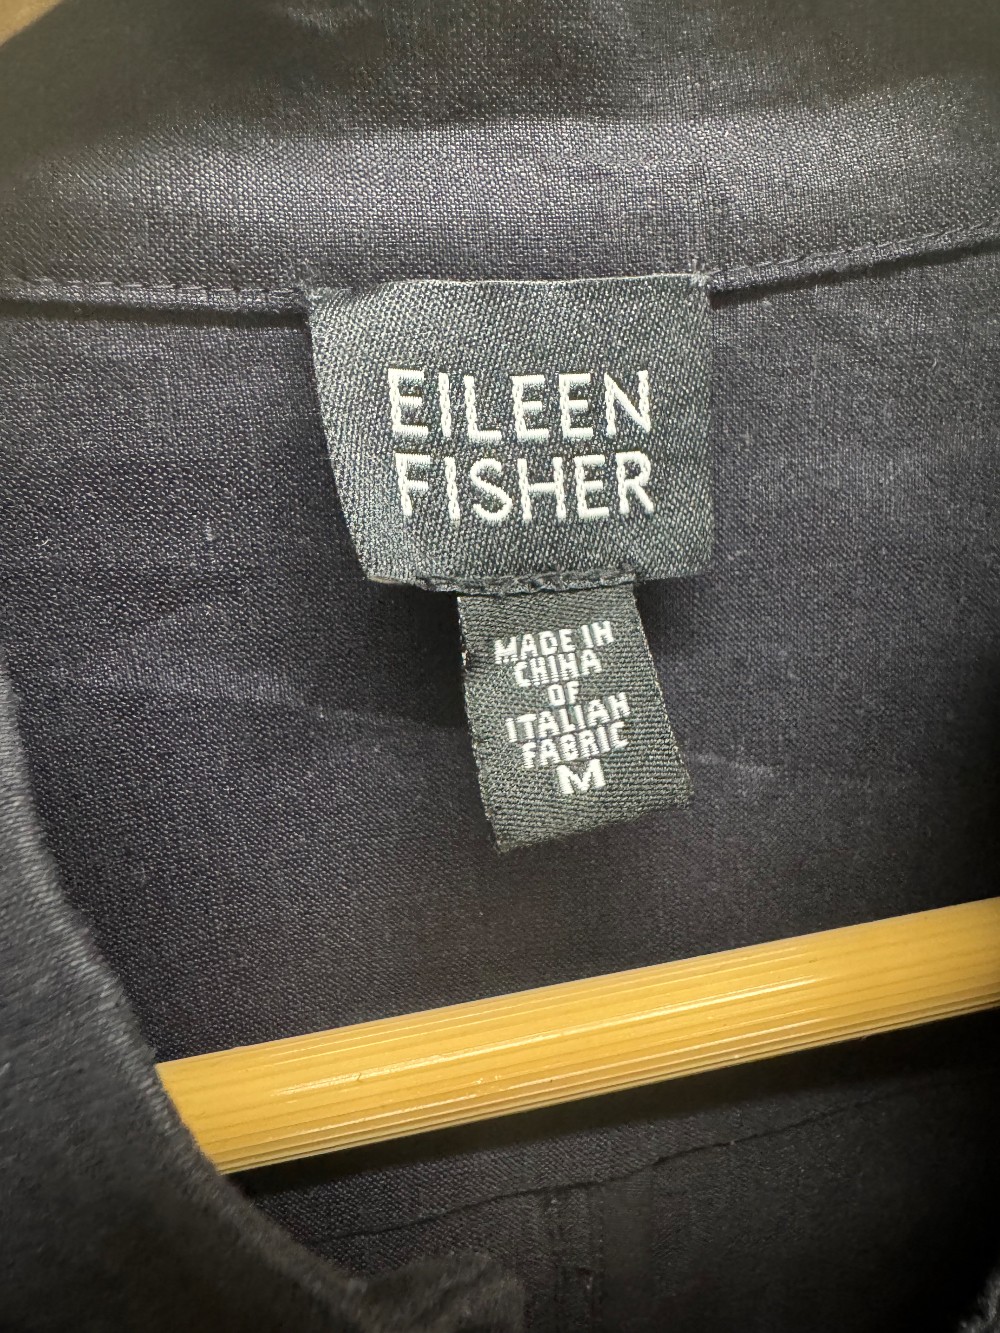 EILEEN
FISHER
MADE IN
CHINA
OF
ITALIAN
FABRIC
M